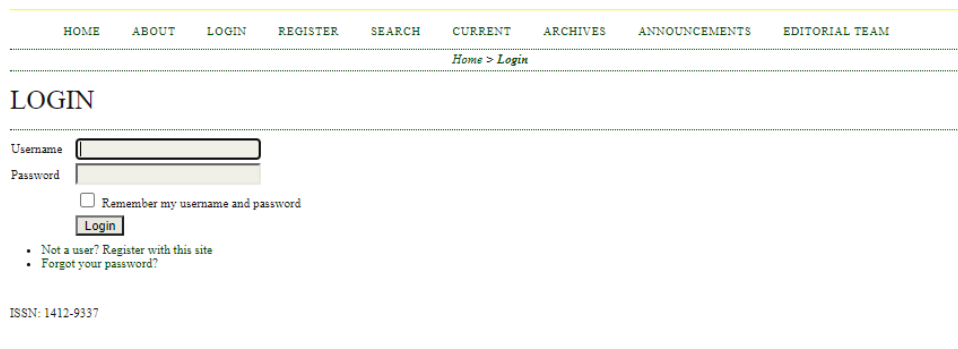 HOME ABOUT LOGIN REGISTER SEARCH CURRENT ARCHIVES ANNOUNCEMENTS EDITORIAL TEAM
Home > Login
LOGIN
Username
Password
Remember my username and password
Login
• Not a user? Register with this site
• Forgot your password?
ISSN: 1412-9337